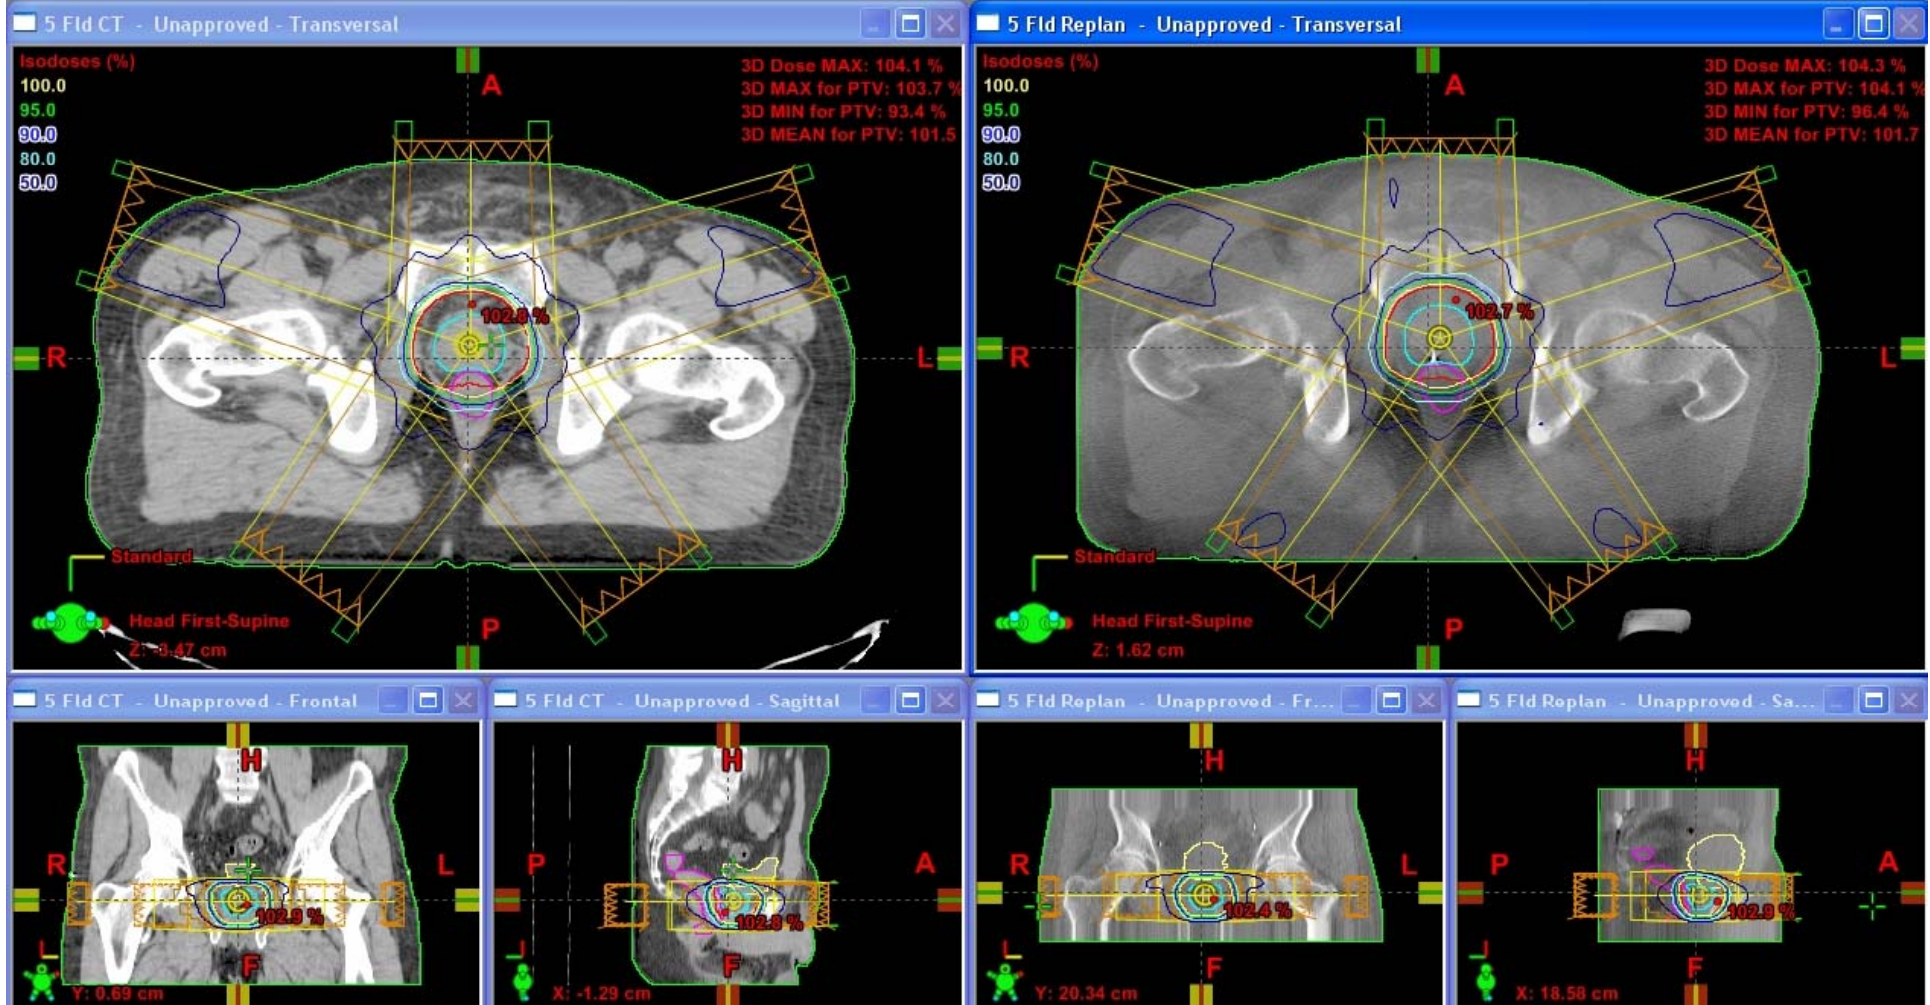 5 Fld CT - Unapproved - Transversal
Isodoses (%)
100.0
95.0
90.0
80.0
50.0
3D Dose MAX: 104.1 %
3D MAX for PTV: 103.7 %
3D MIN for PTV: 93.4 %
3D MEAN for PTV: 101.5
A
R
L
P
102.8 %
Standard
Head First-Supine
Z: -3.47 cm
5 Fld Replan - Unapproved - Transversal
Isodoses (%)
100.0
95.0
90.0
80.0
50.0
3D Dose MAX: 104.3 %
3D MAX for PTV: 104.1 %
3D MIN for PTV: 96.4 %
3D MEAN for PTV: 101.7
A
R
L
P
102.7 %
Standard
Head First-Supine
Z: 1.62 cm
5 Fld CT - Unapproved - Frontal
H
R
L
102.9 %
F
Y: 0.69 cm
5 Fld CT - Unapproved - Sagittal
H
P
A
102.8 %
F
X: -1.29 cm
5 Fld Replan - Unapproved - Fr...
H
R
L
102.4 %
F
Y: 20.34 cm
5 Fld Replan - Unapproved - Sa...
H
P
A
102.9 %
F
X: 18.58 cm